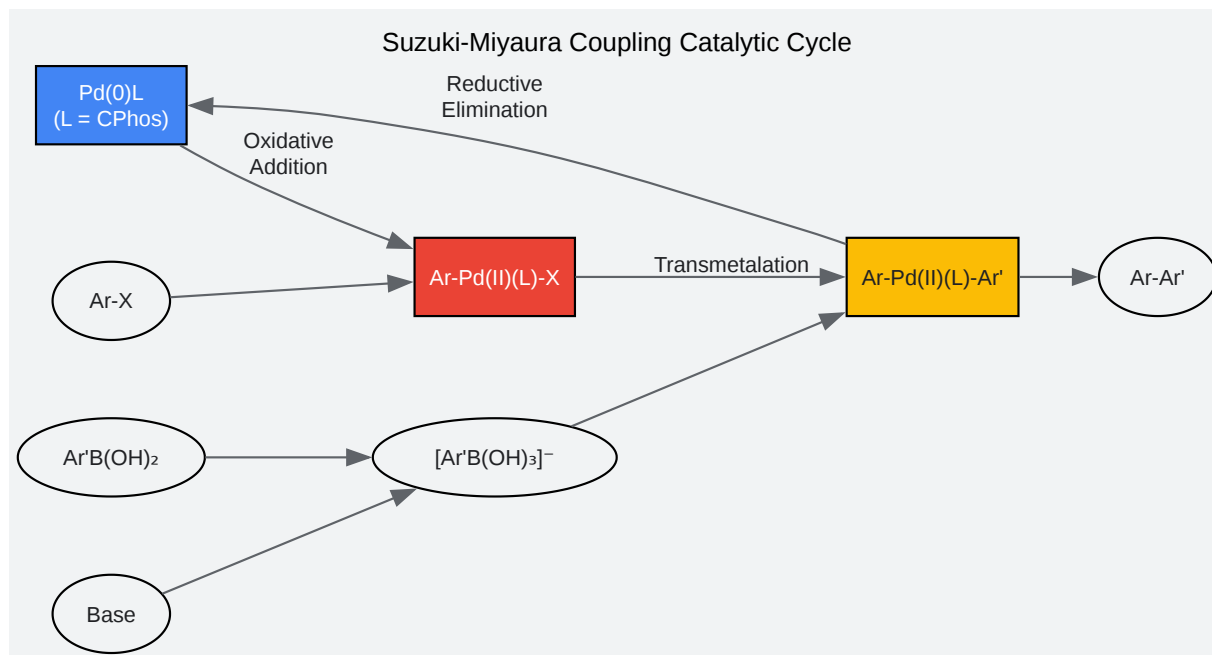 Suzuki-Miyaura Coupling Catalytic Cycle
Pd(0)L
(L = CPhos)
Reductive
Elimination
Oxidative
Addition
Ar-X
Ar-Pd(II)(L)-X
Transmetalation
Ar-Pd(II)(L)-Ar'
Ar-Ar'
Ar'B(OH)₂
[Ar'B(OH)₃]⁻
Base